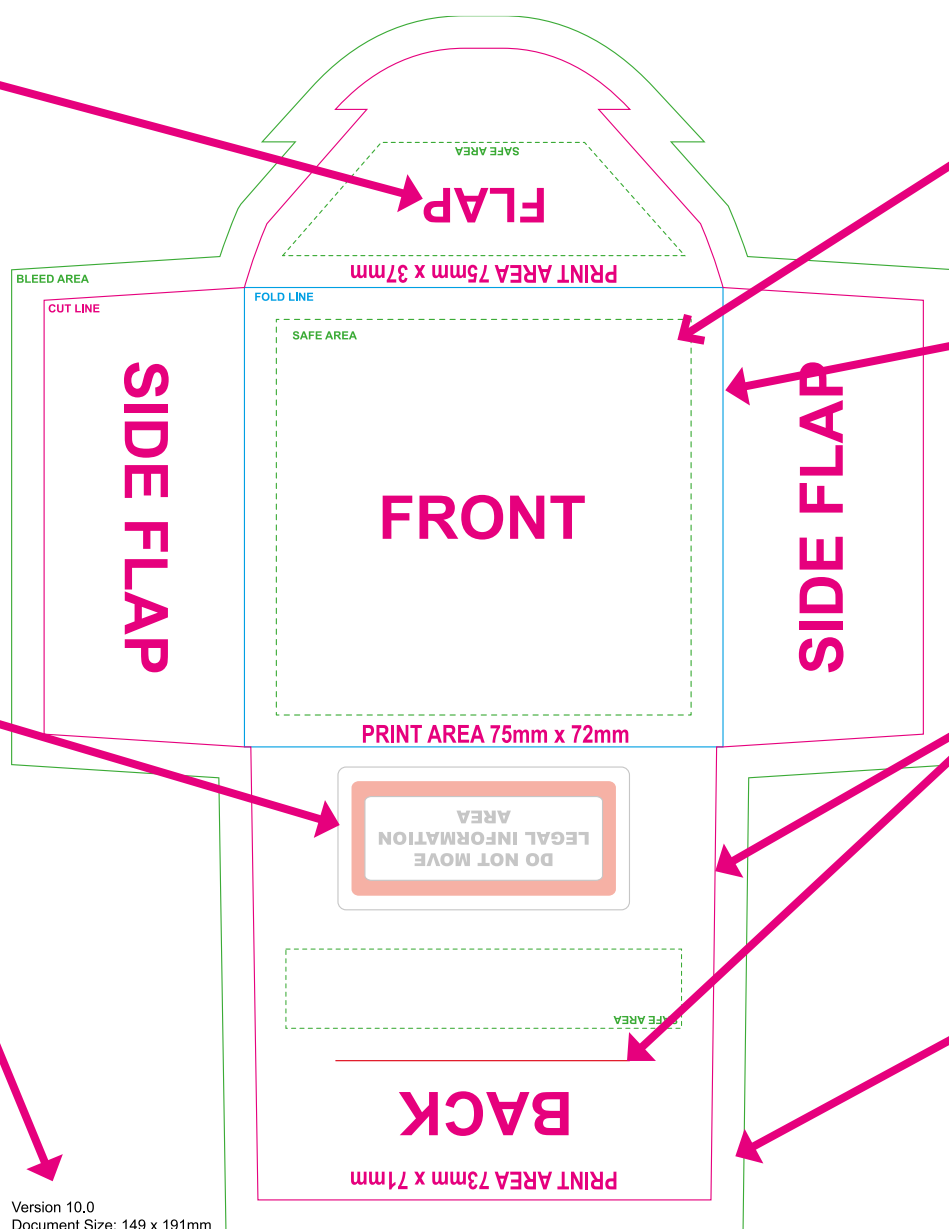 SAFE AREA
FLAP
PRINT AREA 75mm x 37mm
BLEED AREA
CUT LINE
FOLD LINE
SAFE AREA
SIDE FLAP
FRONT
SIDE FLAP
PRINT AREA 75mm x 72mm
DO NOT MOVE
LEGAL INFORMATION
AREA
SAFE AREA
BACK
PRINT AREA 73mm x 71mm
Version 10.0
Document Size: 149 x 191mm